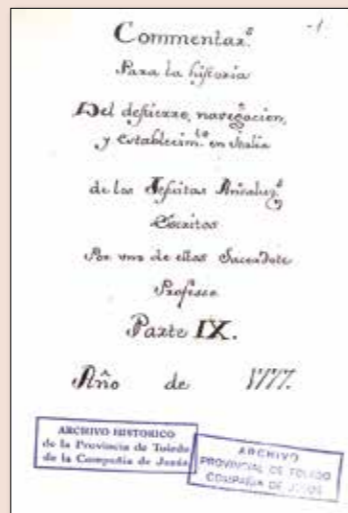 -1.
Commentar.s
Para la historia
Del destierro, navegacion,
y establecim.to en Italia
de los Jesuitas Andaluz.s
Escritos
Por uno de ellos Sacerdote
Professo
Parte IX.
Año de 1777.
ARCHIVO HISTORICO
de la Provincia de Toledo
de la Compañia de Jesús
ARCHIVO
PROVINCIAL DE TOLEDO
COMPAÑIA DE JESUS